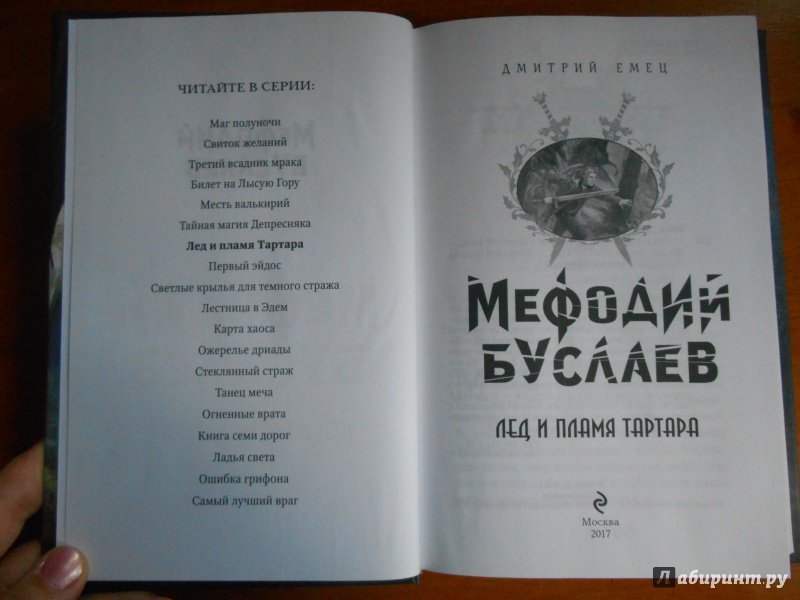 ЧИТАЙТЕ В СЕРИИ:
Маг полуночи
Свиток желаний
Третий всадник мрака
Билет на Лысую Гору
Месть валькирий
Тайная магия Депресняка
Лед и пламя Тартара
Первый эйдос
Светлые крылья для темного стража
Лестница в Эдем
Карта хаоса
Ожерелье дриады
Стеклянный страж
Танец меча
Огненные врата
Книга семи дорог
Ладья света
Ошибка грифона
Самый лучший враг
ДМИТРИЙ ЕМЕЦ
МЕФОДИЙ
БУСЛАЕВ
ЛЕД И ПЛАМЯ ТАРТАРА
Москва
2017
Лабиринт.ру